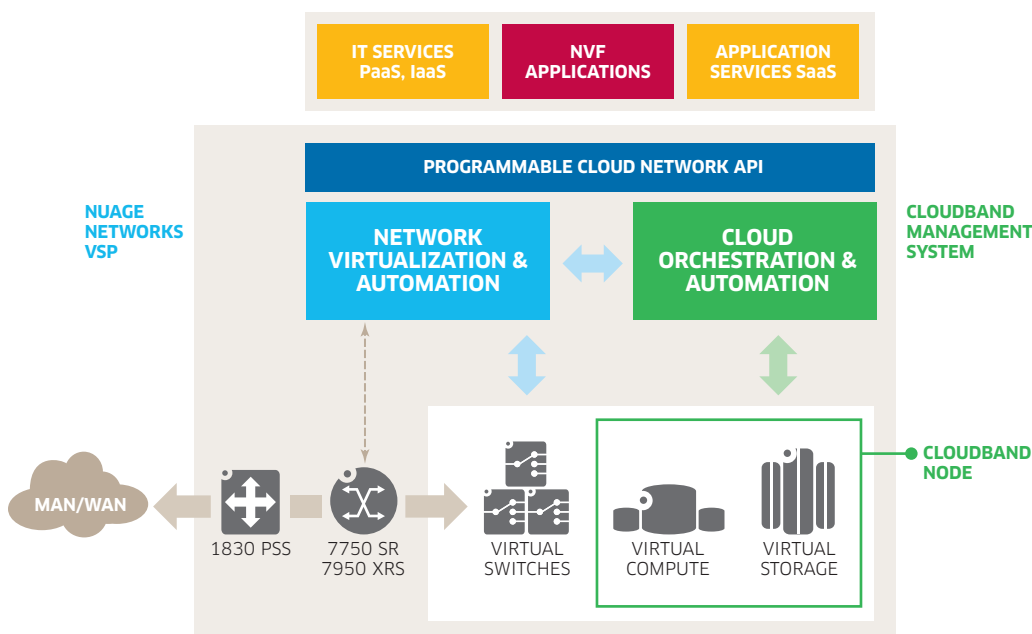 IT SERVICES
PaaS, IaaS
NVF
APPLICATIONS
APPLICATION
SERVICES SaaS
PROGRAMMABLE CLOUD NETWORK API
NUAGE
NETWORKS
VSP
NETWORK
VIRTUALIZATION &
AUTOMATION
CLOUD
ORCHESTRATION &
AUTOMATION
CLOUDBAND
MANAGEMENT
SYSTEM
MAN/WAN
1830 PSS
7750 SR
7950 XRS
VIRTUAL
SWITCHES
VIRTUAL
COMPUTE
VIRTUAL
STORAGE
CLOUDBAND
NODE